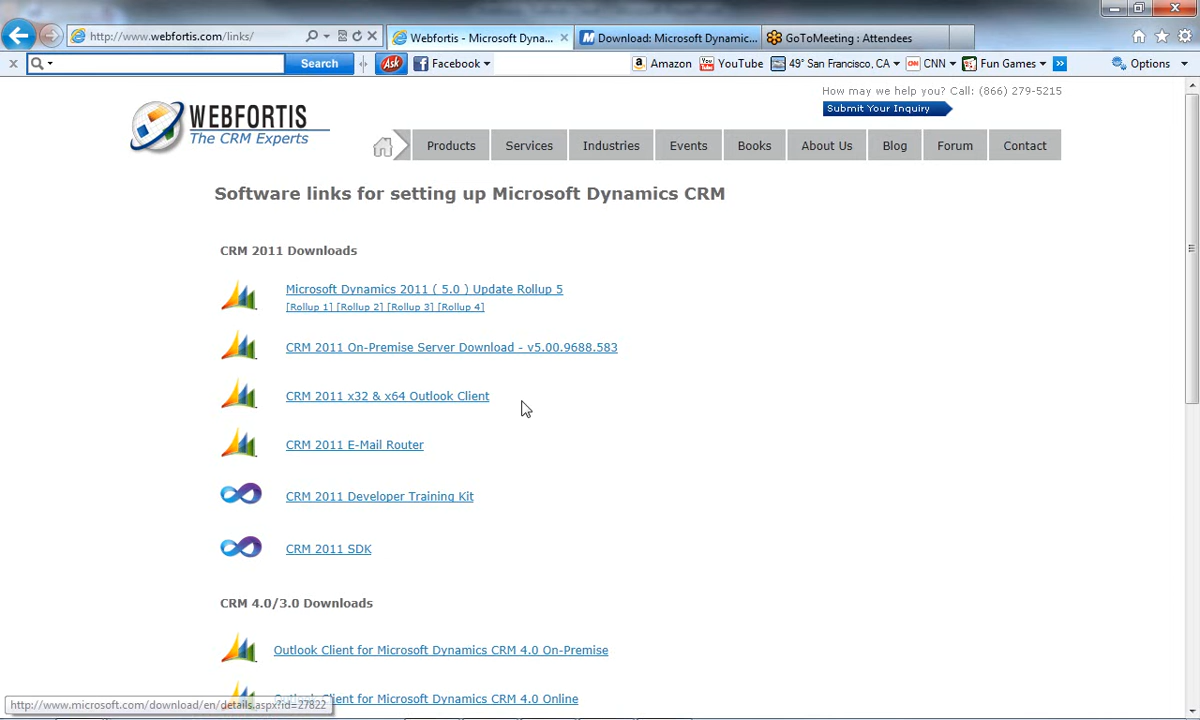 http://www.webfortis.com/links/
Webfortis - Microsoft Dyna...
Download: Microsoft Dynamic...
GoToMeeting : Attendees
Search
Ask
Facebook
Amazon
YouTube
49° San Francisco, CA
CNN
Fun Games
Options
How may we help you? Call: (866) 279-5215
Submit Your Inquiry
WEBFORTIS
The CRM Experts
Products
Services
Industries
Events
Books
About Us
Blog
Forum
Contact
Software links for setting up Microsoft Dynamics CRM
CRM 2011 Downloads
Microsoft Dynamics 2011 ( 5.0 ) Update Rollup 5
[Rollup 1] [Rollup 2] [Rollup 3] [Rollup 4]
CRM 2011 On-Premise Server Download - v5.00.9688.583
CRM 2011 x32 & x64 Outlook Client
CRM 2011 E-Mail Router
CRM 2011 Developer Training Kit
CRM 2011 SDK
CRM 4.0/3.0 Downloads
Outlook Client for Microsoft Dynamics CRM 4.0 On-Premise
Outlook Client for Microsoft Dynamics CRM 4.0 Online
http://www.microsoft.com/download/en/details.aspx?id=27822